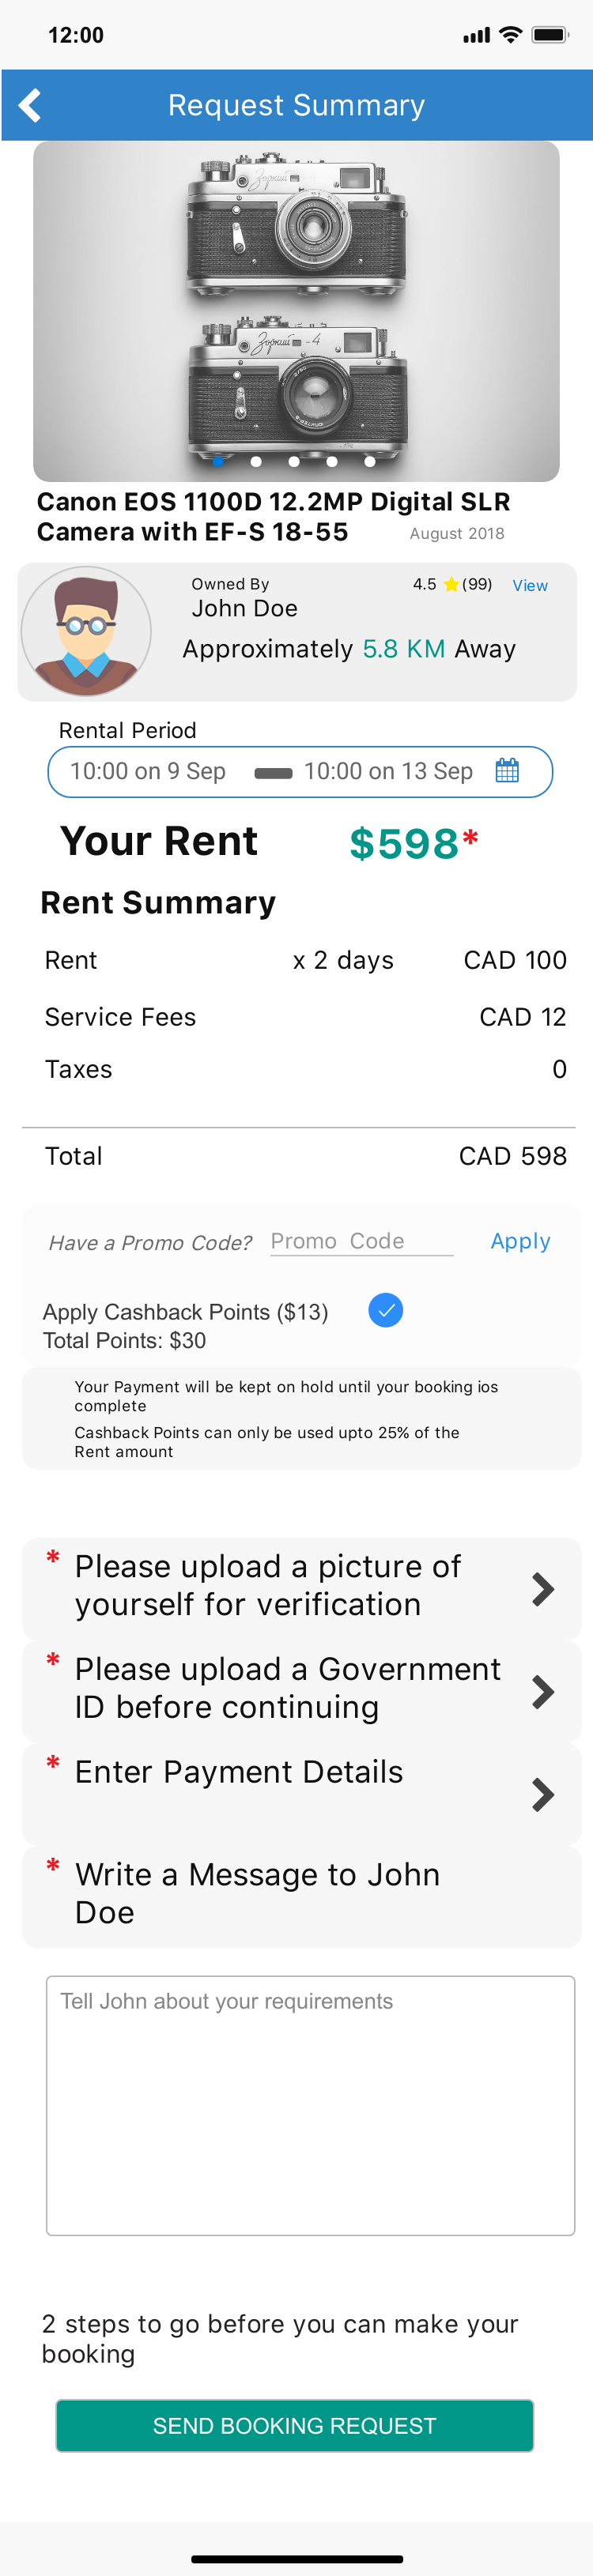 12:00
Request Summary
Зоркий
Зоркий - 4
Canon EOS 1100D 12.2MP Digital SLR
Camera with EF-S 18-55
August 2018
Owned By
4.5 ⭐(99) View
John Doe
Approximately 5.8 KM Away
Rental Period
10:00 on 9 Sep
10:00 on 13 Sep
Your Rent $598*
Rent Summary
Rent x 2 days CAD 100
Service Fees CAD 12
Taxes 0
Total CAD 598
Have a Promo Code? Promo Code Apply
Apply Cashback Points ($13)
Total Points: $30
Your Payment will be kept on hold until your booking ios
complete
Cashback Points can only be used upto 25% of the
Rent amount
* Please upload a picture of
yourself for verification
* Please upload a Government
ID before continuing
* Enter Payment Details
* Write a Message to John
Doe
Tell John about your requirements
2 steps to go before you can make your
booking
SEND BOOKING REQUEST